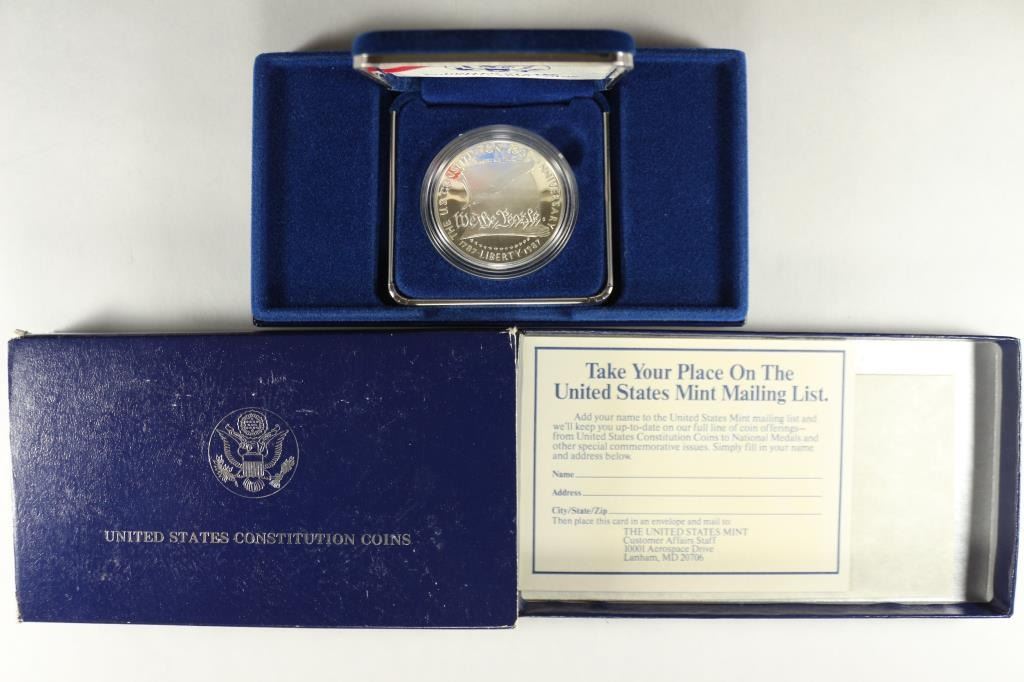 THE U.S. CONSTITUTION 200TH ANNIVERSARY
We the People
1787 · LIBERTY · 1987
UNITED STATES CONSTITUTION COINS
Take Your Place On The
United States Mint Mailing List.
Add your name to the United States Mint mailing list and
we'll keep you up-to-date on our full line of coin offerings—
from United States Constitution Coins to National Medals and
other special commemorative issues. Simply fill in your name
and address below.
Name
Address
City/State/Zip
Then place this card in an envelope and mail to:
THE UNITED STATES MINT
Customer Affairs Staff
10001 Aerospace Drive
Lanham, MD 20706